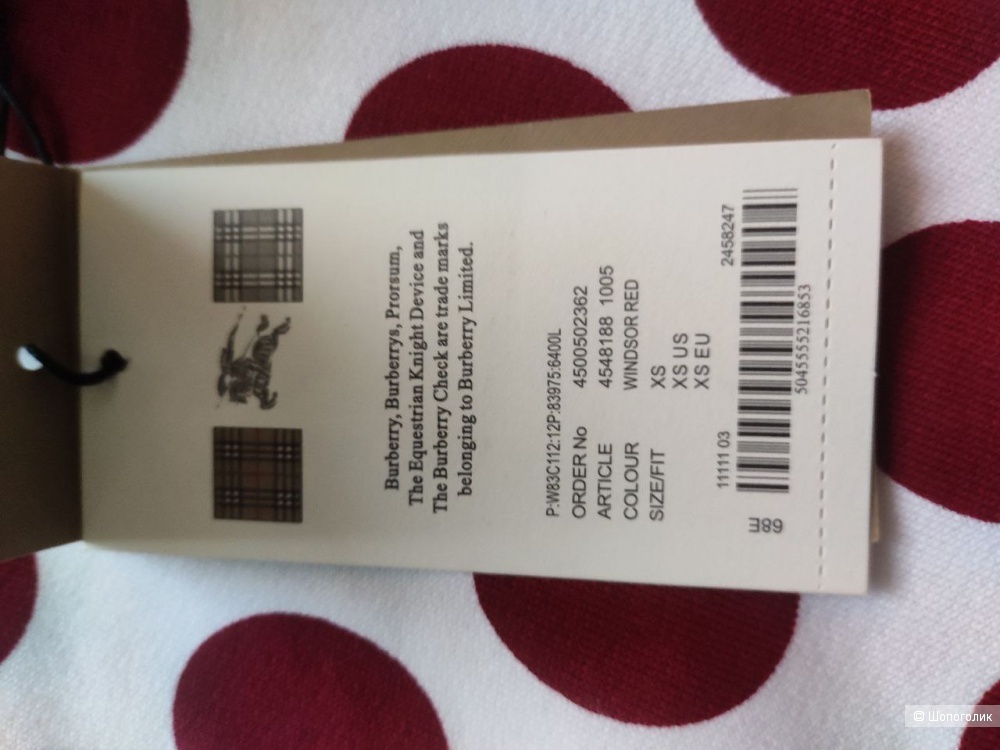 Burberry, Burberrys, Prorsum,
The Equestrian Knight Device and
The Burberry Check are trade marks
belonging to Burberry Limited.
P:W83C112:12P:83975:6400L
ORDER No 4500502362
ARTICLE 4548188 1005
COLOUR WINDSOR RED
SIZE/FIT XS
XS US
XS EU
11111 03 2458247
5045555216853
68E
© Шопоголик